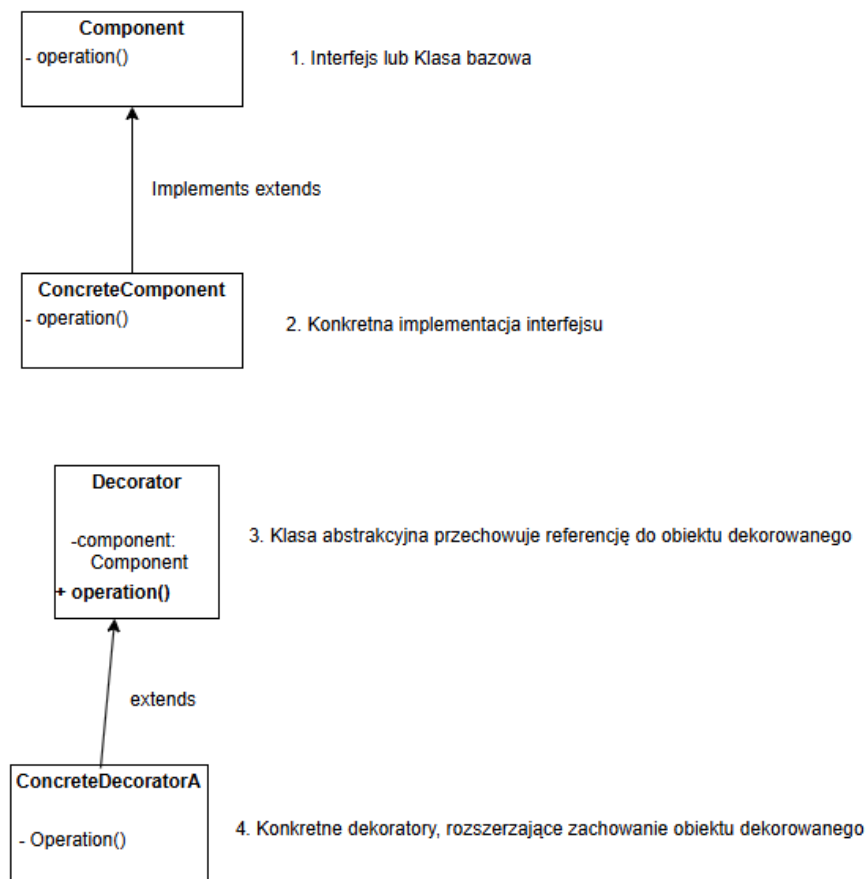 Component
- operation()
1. Interfejs lub Klasa bazowa
Implements extends
ConcreteComponent
- operation()
2. Konkretna implementacja interfejsu
Decorator
-component:
Component
+ operation()
3. Klasa abstrakcyjna przechowuje referencję do obiektu dekorowanego
extends
ConcreteDecoratorA
- Operation()
4. Konkretne dekoratory, rozszerzające zachowanie obiektu dekorowanego